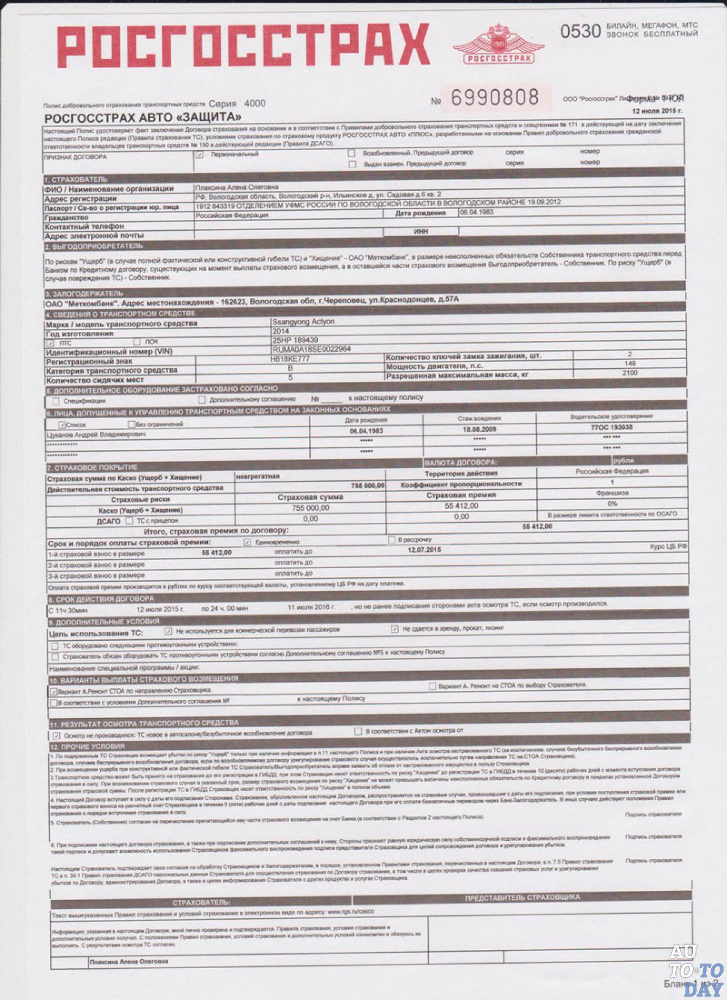 РОСГОССТРАХ
1921
РОСГОССТРАХ
0530 БИЛАЙН, МЕГАФОН, МТС
ЗВОНОК БЕСПЛАТНЫЙ
Полис добровольного страхования транспортных средств Серия 4000 № 6990808 ООО "Росгосстрах"
РОСГОССТРАХ АВТО «ЗАЩИТА» 12 июля 2015 г.
Настоящий Полис удостоверяет факт заключения Договора страхования на основании и в соответствии с Правилами добровольного страхования транспортных средств и спецтехники № 171 в действующей на дату заключения
настоящего Полиса редакции (Правила страхования ТС), условиями страхования по страховому продукту РОСГОССТРАХ АВТО «ПЛЮС», разработанными на основании Правил добровольного страхования гражданской
ответственности владельцев транспортных средств № 150 в действующей редакции (Правила ДСАГО).
ПРИЗНАК ДОГОВОРА Первоначальный Возобновленный. Предыдущий договор серия номер
Выдан взамен. Предыдущий договор серия номер
1. СТРАХОВАТЕЛЬ
ФИО / Наименование организации Плаксина Алена Олеговна
Адрес регистрации РФ, Вологодская область, Вологодский р-н, Ильинское д, ул. Садовая д.6 кв. 2
Паспорт / Св-во о регистрации юр. лица 1912 843319 ОТДЕЛЕНИЕМ УФМС РОССИИ ПО ВОЛОГОДСКОЙ ОБЛАСТИ В ВОЛОГОДСКОМ РАЙОНЕ 19.09.2012
Гражданство Российская Федерация Дата рождения 06.04.1983
Контактный телефон
Адрес электронной почты ИНН
2. ВЫГОДОПРИОБРЕТАТЕЛЬ
По рискам "Ущерб" (в случае полной фактической или конструктивной гибели ТС) и "Хищение" - ОАО "Меткомбанк", в размере неисполненных обязательств Собственника транспортного средства перед
Банком по Кредитному договору, существующих на момент выплаты страхового возмещения, а в оставшейся части страхового возмещения Выгодоприобретатель - Собственник. По риску "Ущерб" (в
случае повреждения ТС) - Собственник.
3. ЗАЛОГОДЕРЖАТЕЛЬ
ОАО "Меткомбанк". Адрес местонахождения - 162623, Вологодская обл, г.Череповец, ул.Краснодонцев, д.57А
4. СВЕДЕНИЯ О ТРАНСПОРТНОМ СРЕДСТВЕ
Марка / модель транспортного средства Ssangyong Actyon
Год изготовления 2014
ПТС ПСМ 25НР 189439
Идентификационный номер (VIN) RUMA0A18SE0022964
Регистрационный знак Н818КЕ777 Количество ключей замка зажигания, шт. 2
Категория транспортного средства B Мощность двигателя, л.с. 149
Количество сидячих мест 5 Разрешенная максимальная масса, кг 2100
5. ДОПОЛНИТЕЛЬНОЕ ОБОРУДОВАНИЕ ЗАСТРАХОВАНО СОГЛАСНО
Спецификации Дополнительному соглашению № _____ к настоящему полису
6. ЛИЦА, ДОПУЩЕННЫЕ К УПРАВЛЕНИЮ ТРАНСПОРТНЫМ СРЕДСТВОМ НА ЗАКОННЫХ ОСНОВАНИЯХ
Список Без ограничений Дата рождения Стаж вождения Водительское удостоверение
Цуканов Андрей Владимирович 06.04.1983 18.08.2009 77ОС 193038
************ ***** ***** *** ***
************ ***** ***** *** ***
7. СТРАХОВОЕ ПОКРЫТИЕ ВАЛЮТА ДОГОВОРА: рубли
Страховая сумма по Каско (Ущерб + Хищение) неагрегатная Территория действия Российская Федерация
Действительная стоимость транспортного средства 755 000,00 Коэффициент пропорциональности 1
Страховые риски Страховая сумма Страховая премия Франшиза
Каско (Ущерб + Хищение) 755 000,00 55 412,00 0%
ДСАГО ТС с прицепом 0,00 0,00 В размере лимита ответственности по ОСАГО
Итого, страховая премия по договору: 55 412,00
Срок и порядок оплаты страховой премии: Единовременно В рассрочку
1-й страховой взнос в размере 55 412,00 оплатить до 12.07.2015 Курс ЦБ РФ
2-й страховой взнос в размере оплатить до
3-й страховой взнос в размере оплатить до
Оплата страховой премии производится в рублях по курсу соответствующей валюты, установленному ЦБ РФ на дату платежа.
8. СРОК ДЕЙСТВИЯ ДОГОВОРА
С 11ч 30мин 12 июля 2015 г. по 24 ч. 00 мин 11 июля 2016 г. , но не ранее подписания сторонами акта осмотра ТС, если осмотр производился.
9. ДОПОЛНИТЕЛЬНЫЕ УСЛОВИЯ
Цель использования ТС: Не используется для коммерческой перевозки пассажиров Не сдается в аренду, прокат, лизинг
ТС оборудовано следующими противоугонными устройствами:
Страхователь обязан оборудовать ТС противоугонными устройствами согласно Дополнительному соглашению №5 к настоящему Полису
Наименование специальной программы / акции:
10. ВАРИАНТЫ ВЫПЛАТЫ СТРАХОВОГО ВОЗМЕЩЕНИЯ
Вариант А.Ремонт СТОА по направлению Страховщика. Вариант А. Ремонт на СТОА по выбору Страхователя.
В соответствии с условиями Дополнительного соглашения № к настоящему Полису
11. РЕЗУЛЬТАТ ОСМОТРА ТРАНСПОРТНОГО СРЕДСТВА
Осмотр не производился: ТС новое в автосалоне/безубыточное возобновление договора В соответствии с Актом осмотра от
12. ПРОЧИЕ УСЛОВИЯ
1. По подержанным ТС Страховщик возмещает убытки по риску "Ущерб" только при наличии информации в п.11 настоящего Полиса и при наличии Акта осмотра застрахованного ТС (за исключением: случаев безубыточного беспрерывного возобновления
договора; случаев беспрерывного возобновления договора, если по возобновляемому договору урегулирование страхового случая осуществлялось исключительно путем направления ТС на СТОА Страховщика).
2. При возмещении ущерба при конструктивной или фактической гибели ТС Страхователь/Выгодоприобретатель вправе заявить об отказе от застрахованного имущества в пользу Страховщика.
3.Транспортное средство может быть принято на страхование до его регистрации в ГИБДД, при этом Страховщик несет ответственность по риску "Хищение" до регистрации ТС в ГИБДД в течение 10 (десяти) рабочих дней с момента вступления договора
страхования в силу. При возникновении страхового случая в указанный срок, размер страхового возмещения по риску "Хищение" не может превышать величины неисполненных обязательств по Кредитному договору в пределах установленной Договором
страхования страховой суммы. После регистрации ТС в ГИБДД Страховщик несет ответственность по риску "Хищение" в полном объеме.
4. Настоящий Договор вступает в силу с даты его подписания Сторонами. Страхование, обусловленное настоящим Договором, распространяется на страховые случаи, произошедшие с даты его подписания, при условии поступления страховой премии или
первого страхового взноса на расчетный счет Страховщика в течение 5 (пяти) рабочих дней с даты подписания настоящего Договора при его оплате безналичным переводом через Банк-Залогодержатель. В иных случаях действуют положения Правил
страхования о порядке вступления страхования в силу.
5. Страхователь (Собственник) согласен на перечисление причитающейся ему части страхового возмещения на счет Банка (в соответствии с Разделом 2 настоящего Полиса). Подпись страхователя
6. При подписании настоящего договора страхования, а также при подписании дополнительных соглашений к нему, Стороны признают равную юридическую силу собственноручной подписи и факсимильного воспроизведения Подпись страхователя
такой подписи и допускают возможность использования Страховщиком факсимильного воспроизведения подписи представителя Страховщика для целей сопровождения договора и урегулирования убытков.
Настоящим Страхователь подтверждает свое согласие на обработку Страховщиком и Залогодержателем, в порядке, установленном Правилами страхования, перечисленных в настоящем Договоре, в п. 7.5 Правил страхования Подпись страхователя
ТС и п. 34.1 Правил страхования ДСАГО персональных данных Страхователя для осуществления страхования по Договору страхования, в том числе в целях проверки качества оказания страховых услуг и урегулирования
убытков по Договору, администрирования Договора, а также в целях информирования Страхователя о других продуктах и услугах Страховщика.
СТРАХОВАТЕЛЬ: ПРЕДСТАВИТЕЛЬ СТРАХОВЩИКА
Текст вышеуказанных Правил страхования и условий страхования в электронном виде по адресу: www.rgs.ru/casco
Информация, указанная в настоящем Договоре, мной лично проверена и подтверждается. Правила страхования, условия страхования и
дополнительные условия получил. С положениями Правил страхования, условий страхования и дополнительных условий ознакомлен и обязуюсь их
выполнять. С результатами осмотра ТС согласен.
Плаксина Алена Олеговна
Бланк 1 из 2
AUTO TODAY